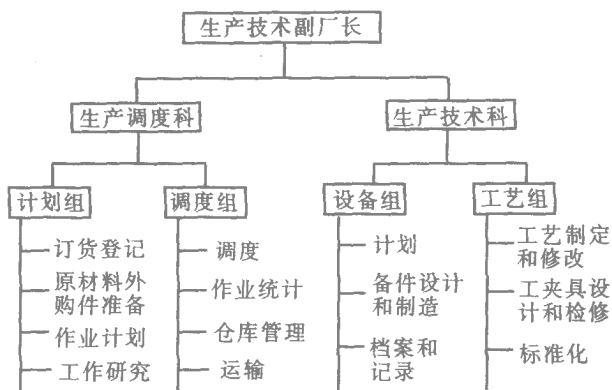 生产技术副厂长
生产调度科
生产技术科
计划组
调度组
设备组
工艺组
订货登记
原材料外
购件准备
作业计划
工作研究
调度
作业统计
仓库管理
运输
计划
备件设计
和制造
档案和
记录
工艺制定
和修改
工夹具设
计和检修
标准化